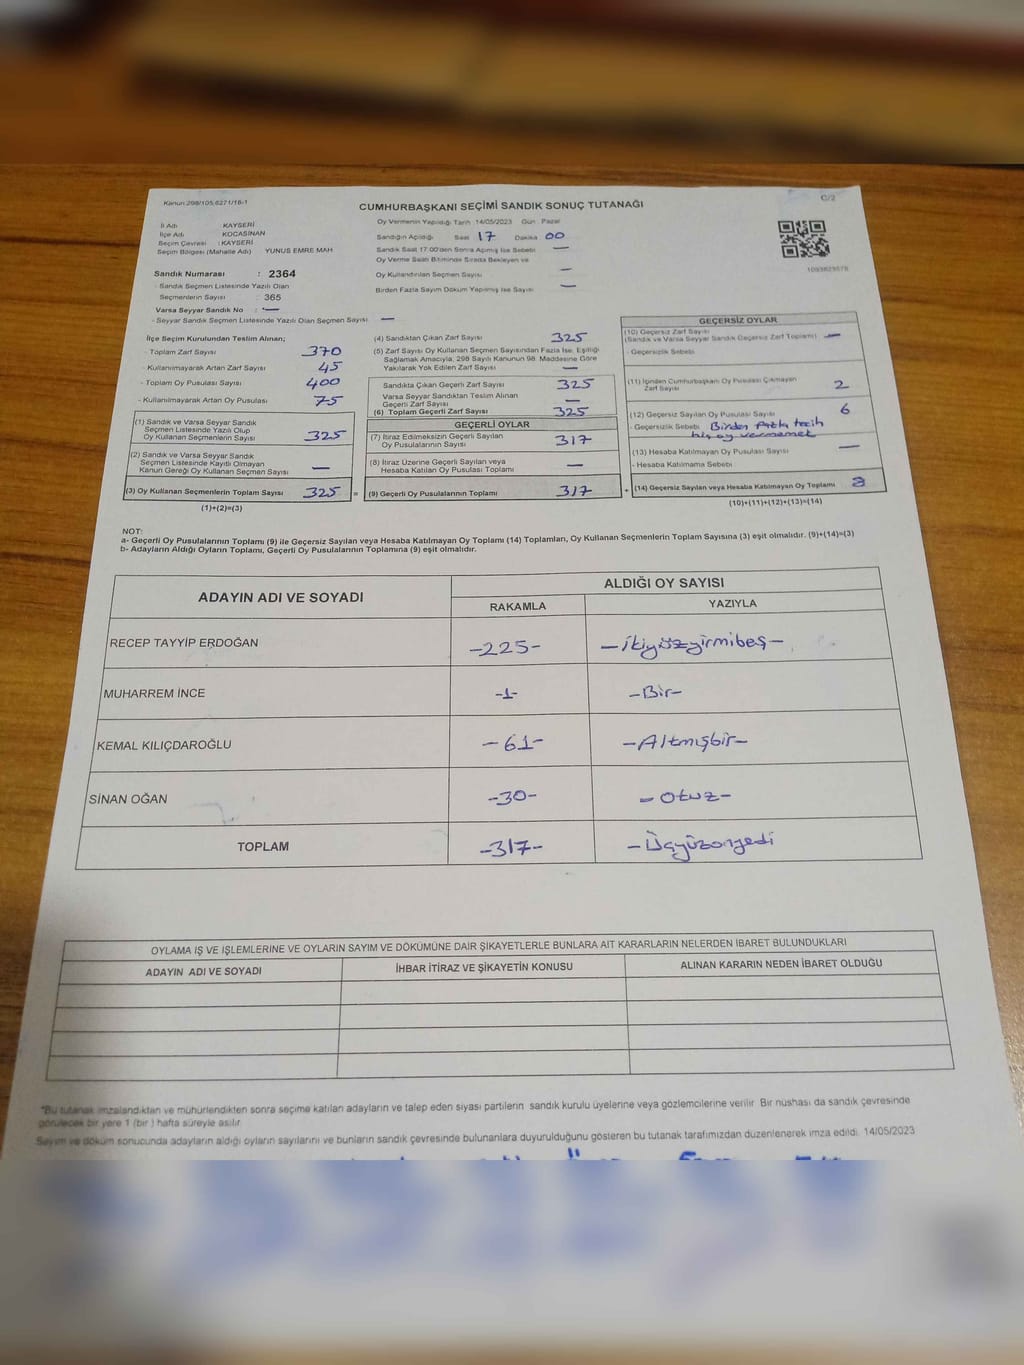 Kanun:298/105,6271/18-1
C/2
CUMHURBAŞKANI SEÇİMİ SANDIK SONUÇ TUTANAĞI
İli Adı KAYSERİ
İlçe Adı KOCASİNAN
Seçim Çevresi : KAYSERİ
Seçim Bölgesi (Mahalle Adı) YUNUS EMRE MAH
Oy Vermenin Yapıldığı Tarih 14/05/2023 Gün Pazar
Sandığın Açıldığı Saat 17 Dakika 00
Sandık Saat 17.00'den Sonra Açılmış İse Sebebi —
Oy Verme Saati Bitiminde Sırada Bekleyen ve
Oy Kullandırılan Seçmen Sayısı —
Birden Fazla Sayım Döküm Yapılmış İse Sayısı —
Sandık Numarası : 2364
- Sandık Seçmen Listesinde Yazılı Olan
Seçmenlerin Sayısı : 365
Varsa Seyyar Sandık No : —
- Seyyar Sandık Seçmen Listesinde Yazılı Olan Seçmen Sayısı —
İlçe Seçim Kurulundan Teslim Alınan;
- Toplam Zarf Sayısı 370
- Kullanılmayarak Artan Zarf Sayısı 45
- Toplam Oy Pusulası Sayısı 400
- Kullanılmayarak Artan Oy Pusulası 75
(1) Sandık ve Varsa Seyyar Sandık
Seçmen Listesinde Yazılı Olup
Oy Kullanan Seçmenlerin Sayısı 325
(2) Sandık ve Varsa Seyyar Sandık
Seçmen Listesinde Kayıtlı Olmayan
Kanun Gereği Oy Kullanan Seçmen Sayısı —
(3) Oy Kullanan Seçmenlerin Toplam Sayısı 325 =
(1)+(2)=(3)
(4) Sandıktan Çıkan Zarf Sayısı 325
(5) Zarf Sayısı Oy Kullanan Seçmen Sayısından Fazla İse, Eşitliği
Sağlamak Amacıyla, 298 Sayılı Kanunun 98. Maddesine Göre
Yakılarak Yok Edilen Zarf Sayısı —
Sandıkta Çıkan Geçerli Zarf Sayısı 325
Varsa Seyyar Sandıktan Teslim Alınan
Geçerli Zarf Sayısı —
(6) Toplam Geçerli Zarf Sayısı 325
GEÇERLİ OYLAR
(7) İtiraz Edilmeksizin Geçerli Sayılan
Oy Pusulalarının Sayısı 317
(8) İtiraz Üzerine Geçerli Sayılan veya
Hesaba Katılan Oy Pusulası Toplamı —
(9) Geçerli Oy Pusulalarının Toplamı 317 +
GEÇERSİZ OYLAR
(10) Geçersiz Zarf Sayısı
(Sandık ve Varsa Seyyar Sandık Geçersiz Zarf Toplamı) —
- Geçersizlik Sebebi
(11) İçinden Cumhurbaşkanı Oy Pusulası Çıkmayan
Zarf Sayısı 2
(12) Geçersiz Sayılan Oy Pusulası Sayısı 6
- Geçersizlik Sebebi Birden fazla tecih
hiç oy vermemek
(13) Hesaba Katılmayan Oy Pusulası Sayısı —
- Hesaba Katılmama Sebebi
(14) Geçersiz Sayılan veya Hesaba Katılmayan Oy Toplamı 8
(10)+(11)+(12)+(13)=(14)
NOT:
a- Geçerli Oy Pusulalarının Toplamı (9) ile Geçersiz Sayılan veya Hesaba Katılmayan Oy Toplamı (14) Toplamları, Oy Kullanan Seçmenlerin Toplam Sayısına (3) eşit olmalıdır. (9)+(14)=(3)
b- Adayların Aldığı Oyların Toplamı, Geçerli Oy Pusulalarının Toplamına (9) eşit olmalıdır.
ADAYIN ADI VE SOYADI
ALDIĞI OY SAYISI
RAKAMLA YAZIYLA
RECEP TAYYİP ERDOĞAN -225- -ikiyüzyirmibeş-
MUHARREM İNCE -1- -Bir-
KEMAL KILIÇDAROĞLU -61- -Altmışbir-
SİNAN OĞAN -30- -Otuz-
TOPLAM -317- -Üçyüzonyedi
OYLAMA İŞ VE İŞLEMLERİNE VE OYLARIN SAYIM VE DÖKÜMÜNE DAİR ŞİKAYETLERLE BUNLARA AİT KARARLARIN NELERDEN İBARET BULUNDUKLARI
ADAYIN ADI VE SOYADI İHBAR İTİRAZ VE ŞİKAYETİN KONUSU ALINAN KARARIN NEDEN İBARET OLDUĞU
*Bu tutanak imzalandıktan ve mühürlendikten sonra seçime katılan adayların ve talep eden siyasi partilerin sandık kurulu üyelerine veya gözlemcilerine verilir. Bir nüshası da sandık çevresinde
görülecek bir yere 1 (bir ) hafta süreyle asılır.
Sayım ve döküm sonucunda adayların aldığı oyların sayılarını ve bunların sandık çevresinde bulunanlara duyurulduğunu gösteren bu tutanak tarafımızdan düzenlenerek imza edildi. 14/05/2023